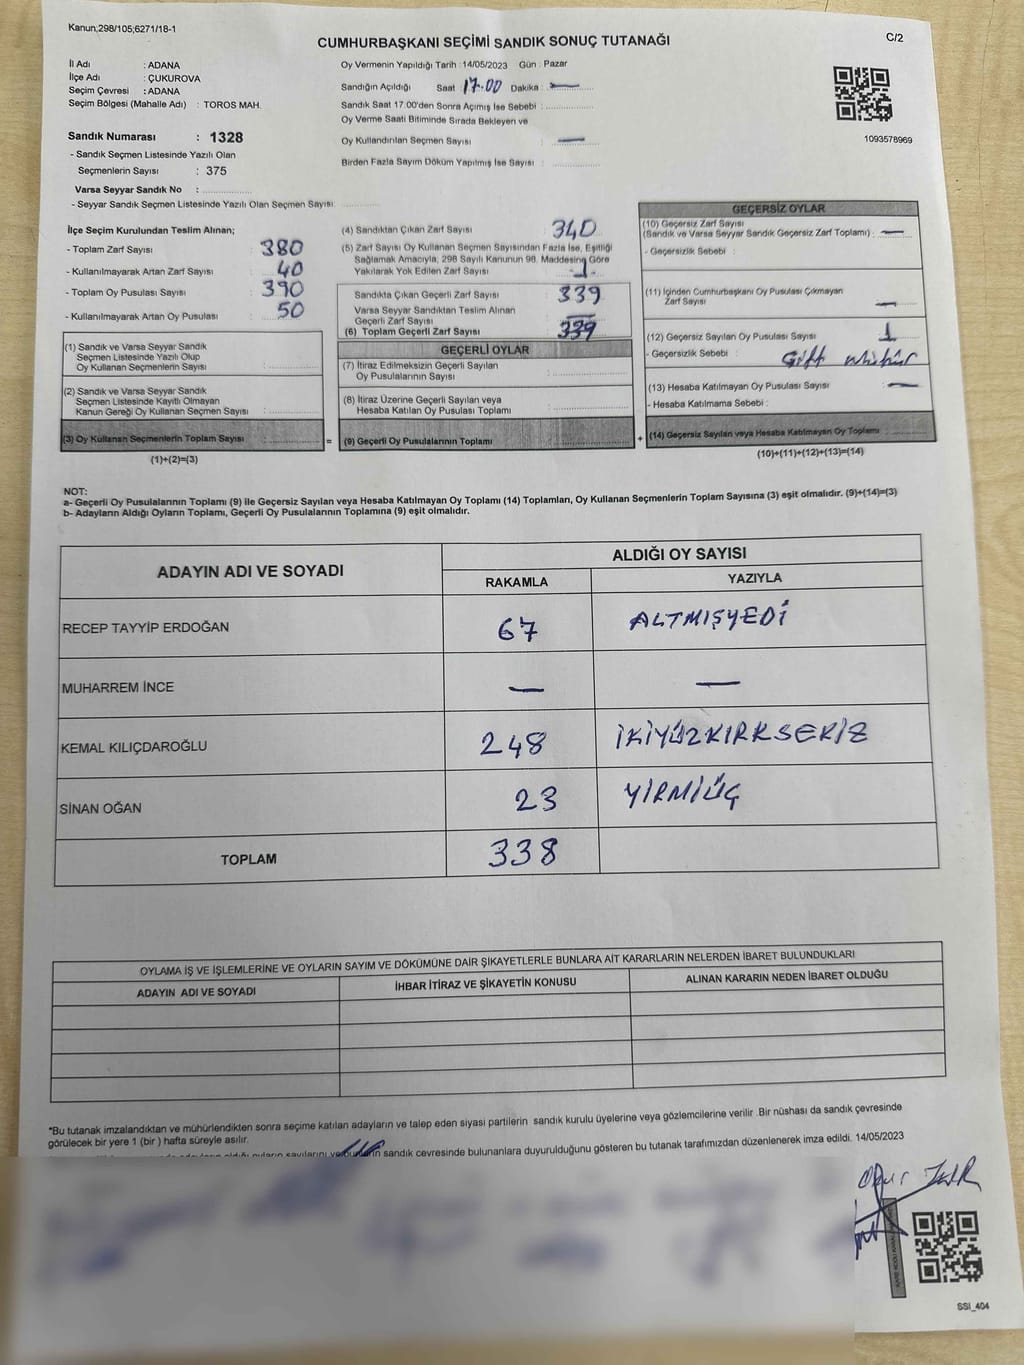 Kanun;298/105;6271/18-1
C/2
CUMHURBAŞKANI SEÇİMİ SANDIK SONUÇ TUTANAĞI
İl Adı : ADANA
İlçe Adı : ÇUKUROVA
Seçim Çevresi : ADANA
Seçim Bölgesi (Mahalle Adı) : TOROS MAH.
Sandık Numarası : 1328
- Sandık Seçmen Listesinde Yazılı Olan
Seçmenlerin Sayısı : 375
Varsa Seyyar Sandık No :
- Seyyar Sandık Seçmen Listesinde Yazılı Olan Seçmen Sayısı:
Oy Vermenin Yapıldığı Tarih : 14/05/2023 Gün : Pazar
Sandığın Açıldığı Saat : 17.00 Dakika : —
Sandık Saat 17.00'den Sonra Açımış İse Sebebi :
Oy Verme Saati Bitiminde Sırada Bekleyen ve
Oy Kullandırılan Seçmen Sayısı : —
Birden Fazla Sayım Döküm Yapılmış İse Sayısı :
1093578969
İlçe Seçim Kurulundan Teslim Alınan;
- Toplam Zarf Sayısı 380
- Kullanılmayarak Artan Zarf Sayısı 40
- Toplam Oy Pusulası Sayısı 390
- Kullanılmayarak Artan Oy Pusulası 50
(1) Sandık ve Varsa Seyyar Sandık
Seçmen Listesinde Yazılı Olup
Oy Kullanan Seçmenlerin Sayısı :
(2) Sandık ve Varsa Seyyar Sandık
Seçmen Listesinde Kayıtlı Olmayan
Kanun Gereği Oy Kullanan Seçmen Sayısı :
(3) Oy Kullanan Seçmenlerin Toplam Sayısı :
(1)+(2)=(3)
(4) Sandıktan Çıkan Zarf Sayısı 340
(5) Zarf Sayısı Oy Kullanan Seçmen Sayısından Fazla İse, Eşitliği
Sağlamak Amacıyla, 298 Sayılı Kanunun 98. Maddesine Göre
Yakılarak Yok Edilen Zarf Sayısı -1-
Sandıkta Çıkan Geçerli Zarf Sayısı 339
Varsa Seyyar Sandıktan Teslim Alınan
Geçerli Zarf Sayısı —
(6) Toplam Geçerli Zarf Sayısı 339
GEÇERLİ OYLAR
(7) İtiraz Edilmeksizin Geçerli Sayılan
Oy Pusulalarının Sayısı :
(8) İtiraz Üzerine Geçerli Sayılan veya
Hesaba Katılan Oy Pusulası Toplamı :
= (9) Geçerli Oy Pusulalarının Toplamı :
GEÇERSİZ OYLAR
(10) Geçersiz Zarf Sayısı
(Sandık ve Varsa Seyyar Sandık Geçersiz Zarf Toplamı) : —
- Geçersizlik Sebebi :
(11) İçinden Cumhurbaşkanı Oy Pusulası Çıkmayan
Zarf Sayısı —
(12) Geçersiz Sayılan Oy Pusulası Sayısı 1
- Geçersizlik Sebebi : Çift mühür
(13) Hesaba Katılmayan Oy Pusulası Sayısı —
- Hesaba Katılmama Sebebi :
+ (14) Geçersiz Sayılan veya Hesaba Katılmayan Oy Toplamı
(10)+(11)+(12)+(13)=(14)
NOT:
a- Geçerli Oy Pusulalarının Toplamı (9) ile Geçersiz Sayılan veya Hesaba Katılmayan Oy Toplamı (14) Toplamları, Oy Kullanan Seçmenlerin Toplam Sayısına (3) eşit olmalıdır. (9)+(14)=(3)
b- Adayların Aldığı Oyların Toplamı, Geçerli Oy Pusulalarının Toplamına (9) eşit olmalıdır.
ADAYIN ADI VE SOYADI
ALDIĞI OY SAYISI
RAKAMLA YAZIYLA
RECEP TAYYİP ERDOĞAN 67 ALTMIŞYEDİ
MUHARREM İNCE — —
KEMAL KILIÇDAROĞLU 248 İKİYÜZKIRKSEKİZ
SİNAN OĞAN 23 YİRMİÜÇ
TOPLAM 338
OYLAMA İŞ VE İŞLEMLERİNE VE OYLARIN SAYIM VE DÖKÜMÜNE DAİR ŞİKAYETLERLE BUNLARA AİT KARARLARIN NELERDEN İBARET BULUNDUKLARI
ADAYIN ADI VE SOYADI İHBAR İTİRAZ VE ŞİKAYETİN KONUSU ALINAN KARARIN NEDEN İBARET OLDUĞU
*Bu tutanak imzalandıktan ve mühürlendikten sonra seçime katılan adayların ve talep eden siyasi partilerin sandık kurulu üyelerine veya gözlemcilerine verilir .Bir nüshası da sandık çevresinde
görülecek bir yere 1 (bir ) hafta süreyle asılır.
sandık çevresinde bulunanlara duyurulduğunu gösteren bu tutanak tarafımızdan düzenlenerek imza edildi. 14/05/2023
SSI_404